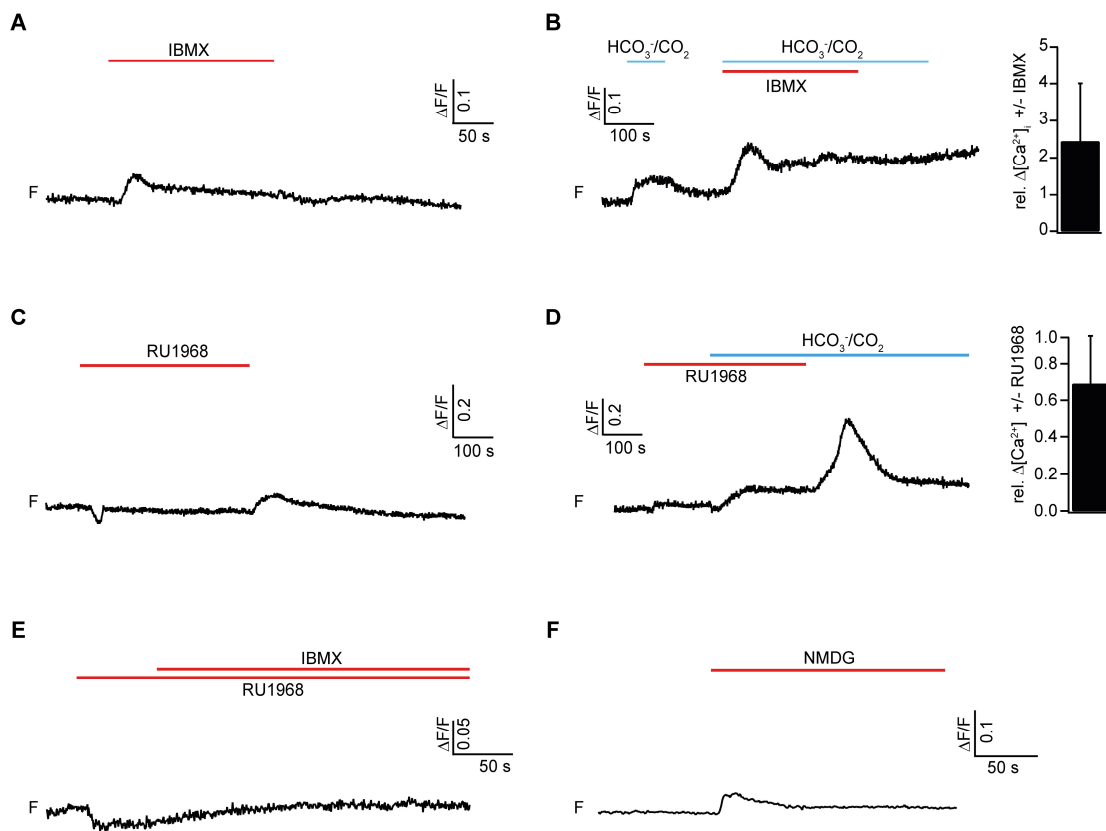 A
IBMX
ΔF/F
0.1
50 s
F
B
HCO₃⁻/CO₂
HCO₃⁻/CO₂
IBMX
ΔF/F
0.1
100 s
F
rel. Δ[Ca²⁺]ᵢ +/- IBMX
5
4
3
2
1
0
C
RU1968
ΔF/F
0.2
100 s
F
D
HCO₃⁻/CO₂
RU1968
ΔF/F
0.2
100 s
F
rel. Δ[Ca²⁺] +/- RU1968
1.0
0.8
0.6
0.4
0.2
0.0
E
IBMX
RU1968
ΔF/F
0.05
50 s
F
F
NMDG
ΔF/F
0.1
50 s
F